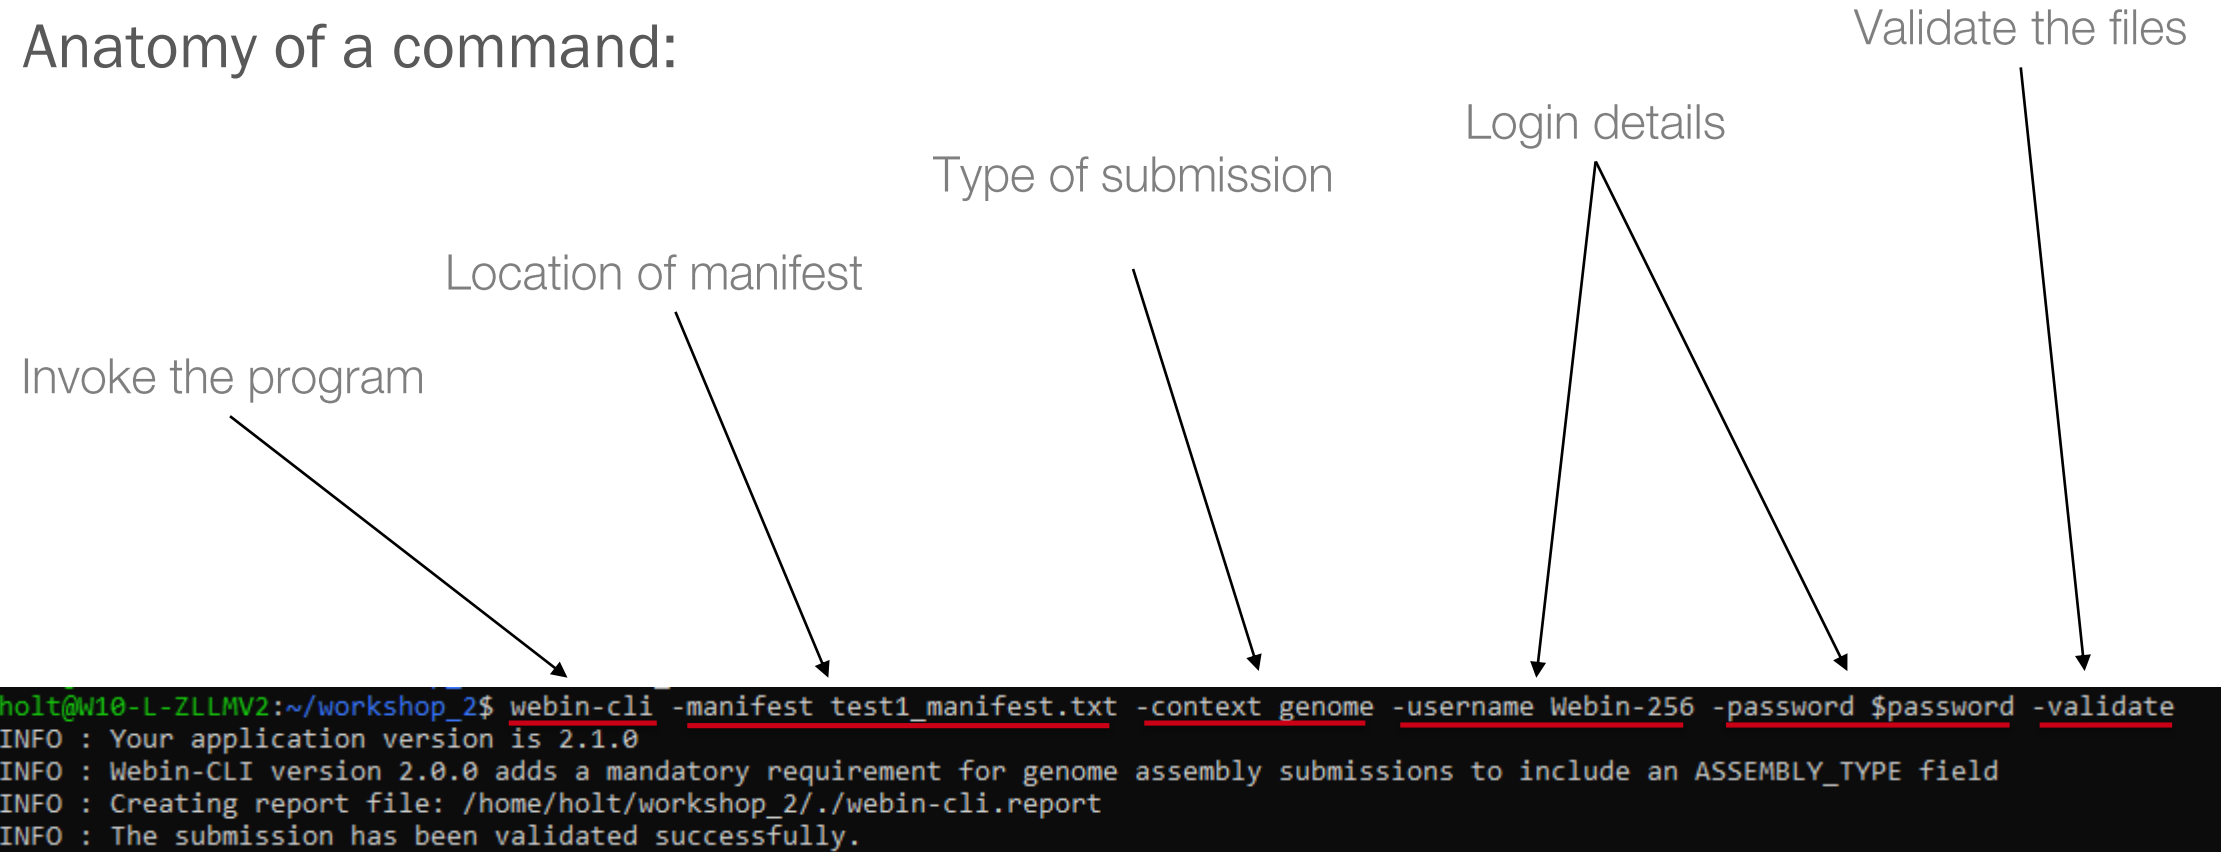 Anatomy of a command:
Validate the files
Login details
Type of submission
Location of manifest
Invoke the program
holt@W10-L-ZLLMV2:~/workshop_2$ webin-cli -manifest test1_manifest.txt -context genome -username Webin-256 -password $password -validate
INFO : Your application version is 2.1.0
INFO : Webin-CLI version 2.0.0 adds a mandatory requirement for genome assembly submissions to include an ASSEMBLY_TYPE field
INFO : Creating report file: /home/holt/workshop_2/./webin-cli.report
INFO : The submission has been validated successfully.